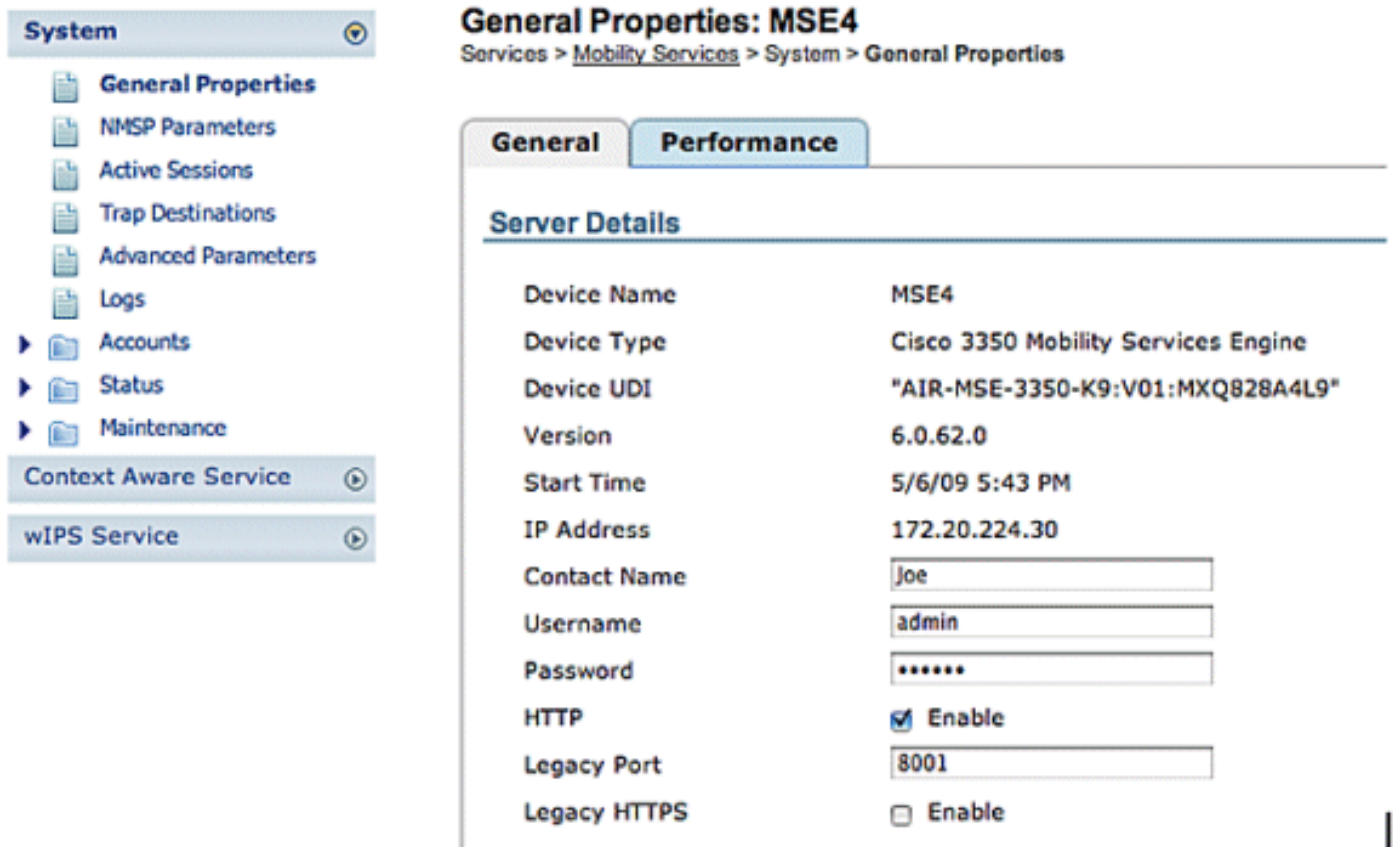 System
General Properties
NMSP Parameters
Active Sessions
Trap Destinations
Advanced Parameters
Logs
Accounts
Status
Maintenance
Context Aware Service
wIPS Service
General Properties: MSE4
Services > Mobility Services > System > General Properties
General Performance
Server Details
Device Name MSE4
Device Type Cisco 3350 Mobility Services Engine
Device UDI "AIR-MSE-3350-K9:V01:MXQ828A4L9"
Version 6.0.62.0
Start Time 5/6/09 5:43 PM
IP Address 172.20.224.30
Contact Name Joe
Username admin
Password ••••••
HTTP Enable
Legacy Port 8001
Legacy HTTPS Enable